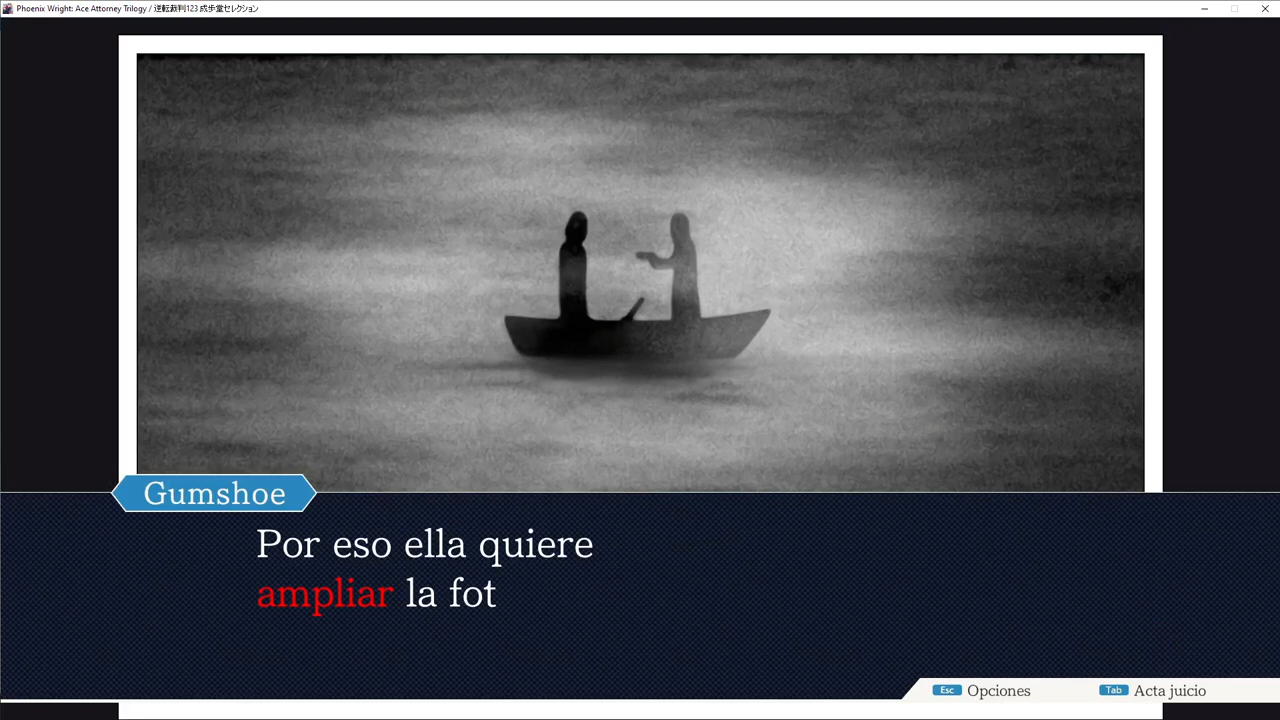 Phoenix Wright: Ace Attorney Trilogy / 逆転裁判123 成歩堂セレクション
Gumshoe
Por eso ella quiere
ampliar la fot
Esc Opciones Tab Acta juicio